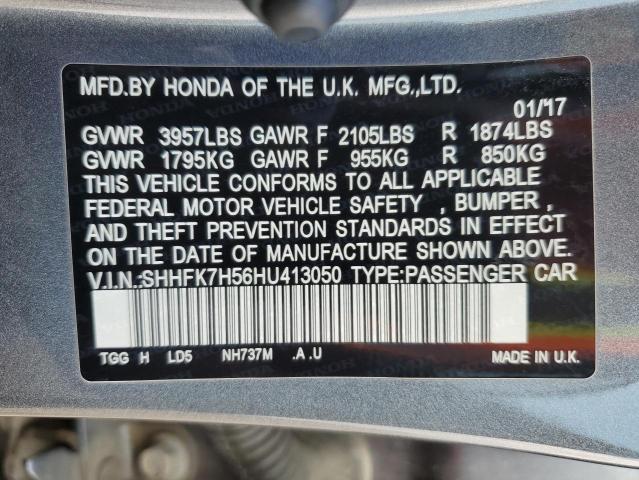 MFD.BY HONDA OF THE U.K. MFG.,LTD.
01/17
GVWR 3957LBS GAWR F 2105LBS R 1874LBS
GVWR 1795KG GAWR F 955KG R 850KG
THIS VEHICLE CONFORMS TO ALL APPLICABLE
FEDERAL MOTOR VEHICLE SAFETY , BUMPER ,
AND THEFT PREVENTION STANDARDS IN EFFECT
ON THE DATE OF MANUFACTURE SHOWN ABOVE.
V.I.N.:SHHFK7H56HU413050 TYPE:PASSENGER CAR
TGG H LD5 NH737M .A .U
MADE IN U.K.